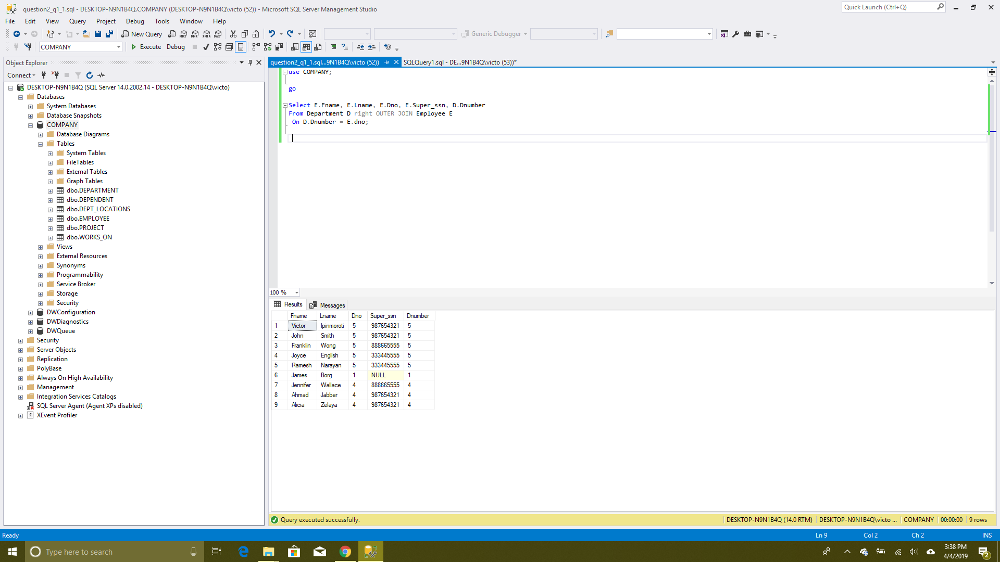 question2_q1_1.sql - DESKTOP-N9N1B4Q.COMPANY (DESKTOP-N9N1B4Q\victo (52)) - Microsoft SQL Server Management Studio
Quick Launch (Ctrl+Q)
File Edit View Query Project Debug Tools Window Help
New Query MDX DMX XMLA DAX Generic Debugger
COMPANY Execute Debug
Object Explorer
question2_q1_1.sql...9N1B4Q\victo (52)) SQLQuery1.sql - DE...9N1B4Q\victo (53))*
Connect
DESKTOP-N9N1B4Q (SQL Server 14.0.2002.14 - DESKTOP-N9N1B4Q\victo)
Databases
System Databases
Database Snapshots
COMPANY
Database Diagrams
Tables
System Tables
FileTables
External Tables
Graph Tables
dbo.DEPARTMENT
dbo.DEPENDENT
dbo.DEPT_LOCATIONS
dbo.EMPLOYEE
dbo.PROJECT
dbo.WORKS_ON
Views
External Resources
Synonyms
Programmability
Service Broker
Storage
Security
DWConfiguration
DWDiagnostics
DWQueue
Security
Server Objects
Replication
PolyBase
Always On High Availability
Management
Integration Services Catalogs
SQL Server Agent (Agent XPs disabled)
XEvent Profiler
use COMPANY;
go
Select E.Fname, E.Lname, E.Dno, E.Super_ssn, D.Dnumber
From Department D right OUTER JOIN Employee E
On D.Dnumber = E.dno;
100 %
Results Messages
Fname Lname Dno Super_ssn Dnumber
1 Victor Ipinmoroti 5 987654321 5
2 John Smith 5 987654321 5
3 Franklin Wong 5 888665555 5
4 Joyce English 5 333445555 5
5 Ramesh Narayan 5 333445555 5
6 James Borg 1 NULL 1
7 Jennifer Wallace 4 888665555 4
8 Ahmad Jabber 4 987654321 4
9 Alicia Zelaya 4 987654321 4
Query executed successfully. DESKTOP-N9N1B4Q (14.0 RTM) DESKTOP-N9N1B4Q\victo ... COMPANY 00:00:00 9 rows
Ready Ln 9 Col 2 Ch 2 INS
Type here to search
3:38 PM
4/4/2019
2